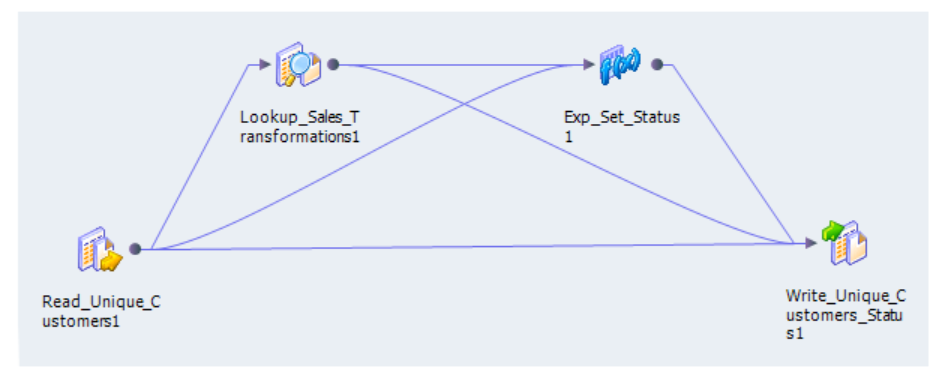 Lookup_Sales_T
ransformations1
f(x)
Exp_Set_Status
1
Read_Unique_C
ustomers1
Write_Unique_C
ustomers_Statu
s1